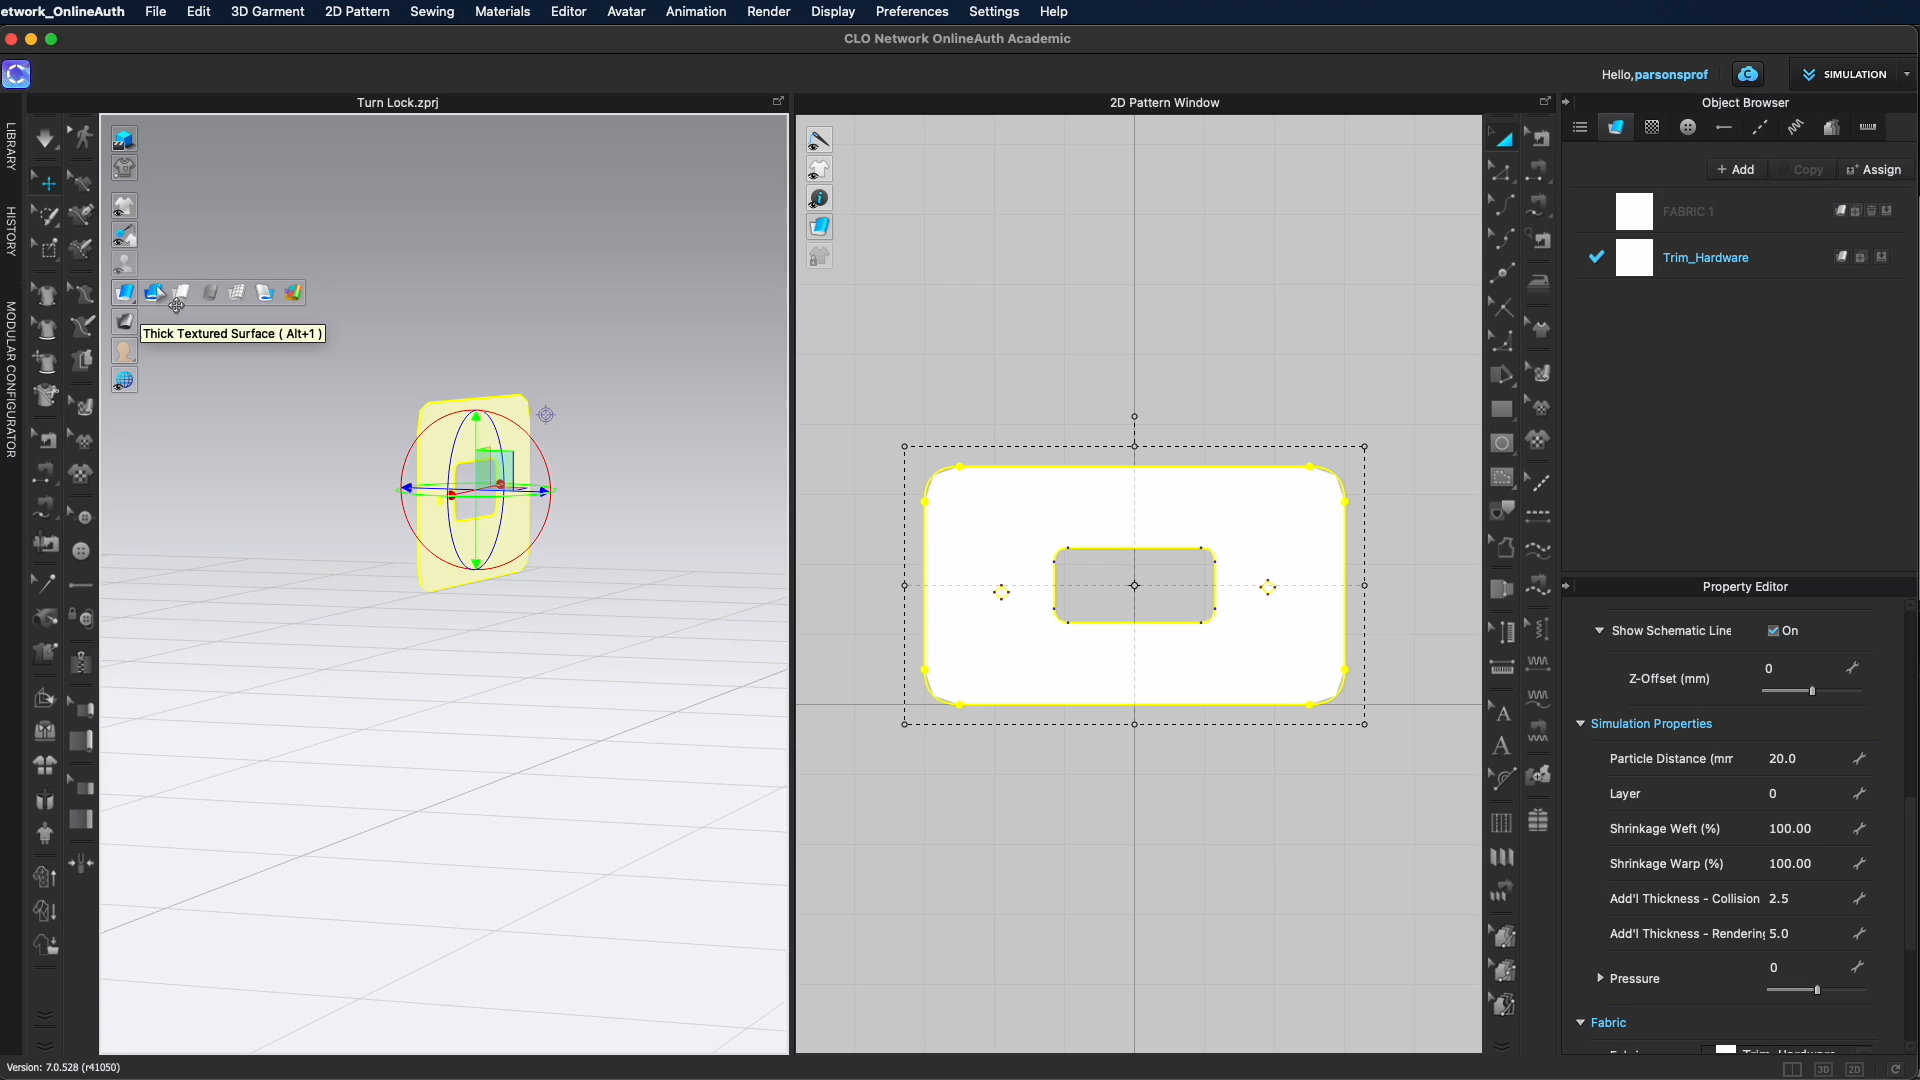 etwork_OnlineAuth File Edit 3D Garment 2D Pattern Sewing Materials Editor Avatar Animation Render Display Preferences Settings Help
CLO Network OnlineAuth Academic
Hello,parsonsprof
SIMULATION
Turn Lock.zprj
2D Pattern Window
Object Browser
LIBRARY
HISTORY
MODULAR CONFIGURATOR
+ Add
Copy
Assign
FABRIC 1
Trim_Hardware
Thick Textured Surface ( Alt+1 )
Property Editor
Show Schematic Line On
Z-Offset (mm) 0
Simulation Properties
Particle Distance (mm 20.0
Layer 0
Shrinkage Weft (%) 100.00
Shrinkage Warp (%) 100.00
Add'l Thickness - Collision 2.5
Add'l Thickness - Rendering 5.0
Pressure 0
Fabric
Version: 7.0.528 (r41050)
3D
2D